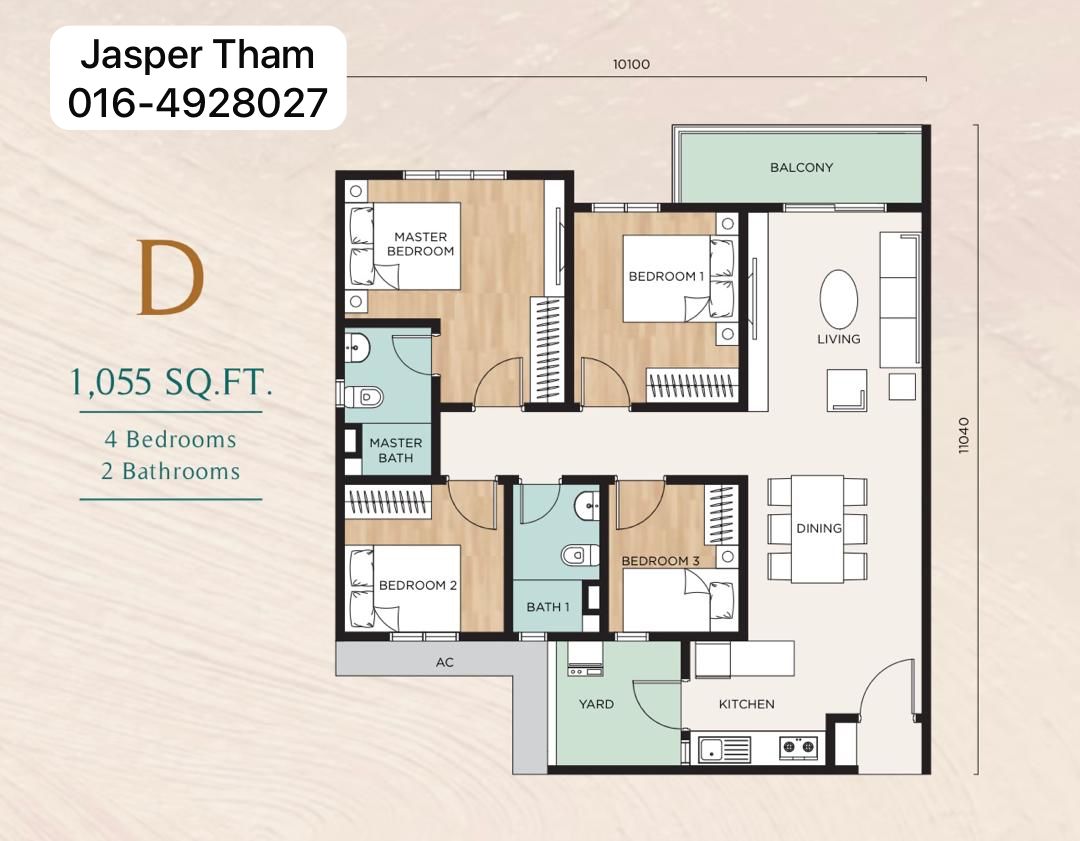 Jasper Tham
016-4928027
10100
BALCONY
D
1,055 SQ.FT.
4 Bedrooms
2 Bathrooms
MASTER
BEDROOM
BEDROOM 1
LIVING
11040
MASTER
BATH
DINING
BEDROOM 2
BEDROOM 3
BATH 1
AC
YARD
KITCHEN